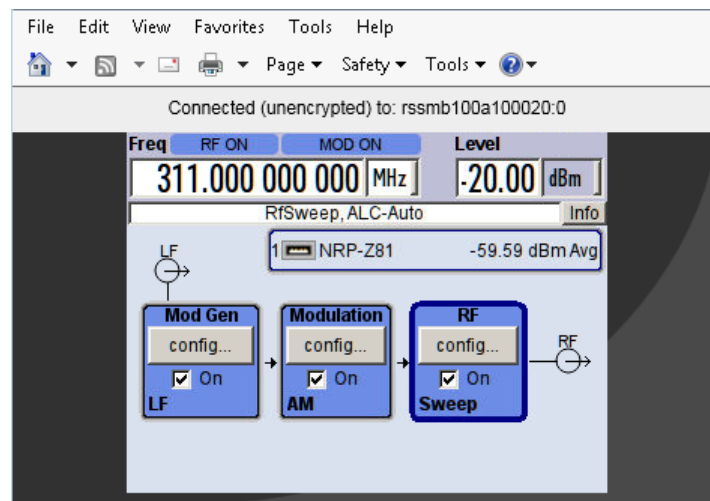 File Edit View Favorites Tools Help
Page Safety Tools
Connected (unencrypted) to: rssmb100a100020:0
Freq RF ON MOD ON Level
311.000 000 000 MHz -20.00 dBm
RfSweep, ALC-Auto Info
LF 1 NRP-Z81 -59.59 dBm Avg
Mod Gen Modulation RF
config... config... config... RF
On On On
LF AM Sweep